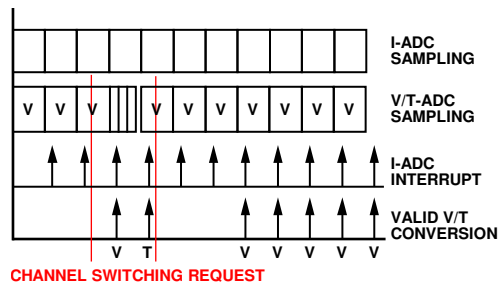 I-ADC
SAMPLING
V V V V V V V V V V
V/T-ADC
SAMPLING
I-ADC
INTERRUPT
VALID V/T
CONVERSION
V T V V V V V
CHANNEL SWITCHING REQUEST